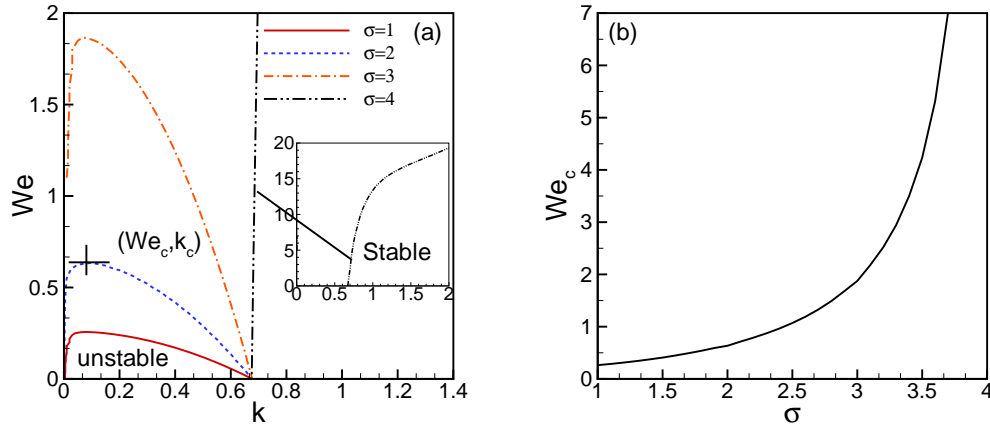 (a)
We
2
1.5
1
0.5
0
σ=1
σ=2
σ=3
σ=4
20
15
10
5
0
0 0.5 1 1.5 2
Stable
(We_c,k_c)
unstable
0 0.2 0.4 0.6 0.8 1 1.2 1.4
k
(b)
We_c
7
6
5
4
3
2
1
0
1 1.5 2 2.5 3 3.5 4
σ